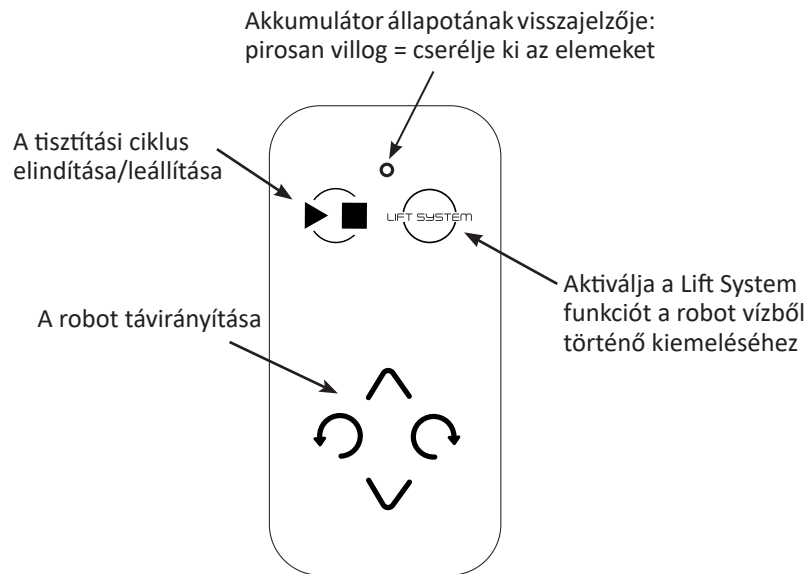 Akkumulátor állapotának visszajelzője:
pirosan villog = cserélje ki az elemeket
A tisztítási ciklus
elindítása/leállítása
LIFT SYSTEM
Aktiválja a Lift System
funkciót a robot vízből
történő kiemeléséhez
A robot távirányítása